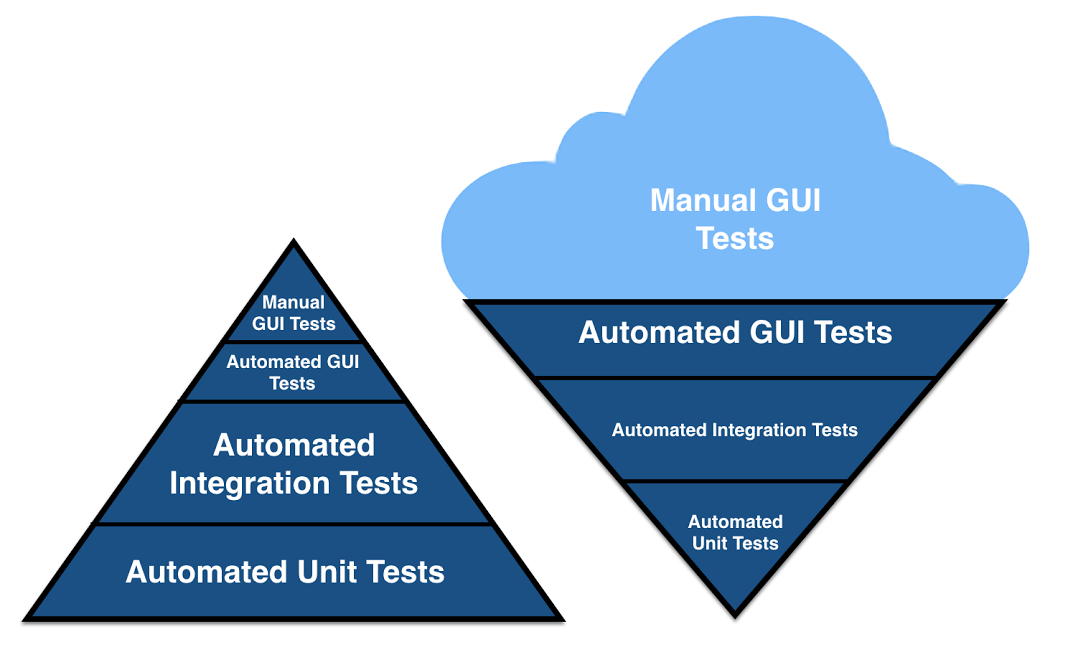 Manual
GUI Tests
Automated GUI
Tests
Automated
Integration Tests
Automated Unit Tests
Manual GUI
Tests
Automated GUI Tests
Automated Integration Tests
Automated
Unit Tests